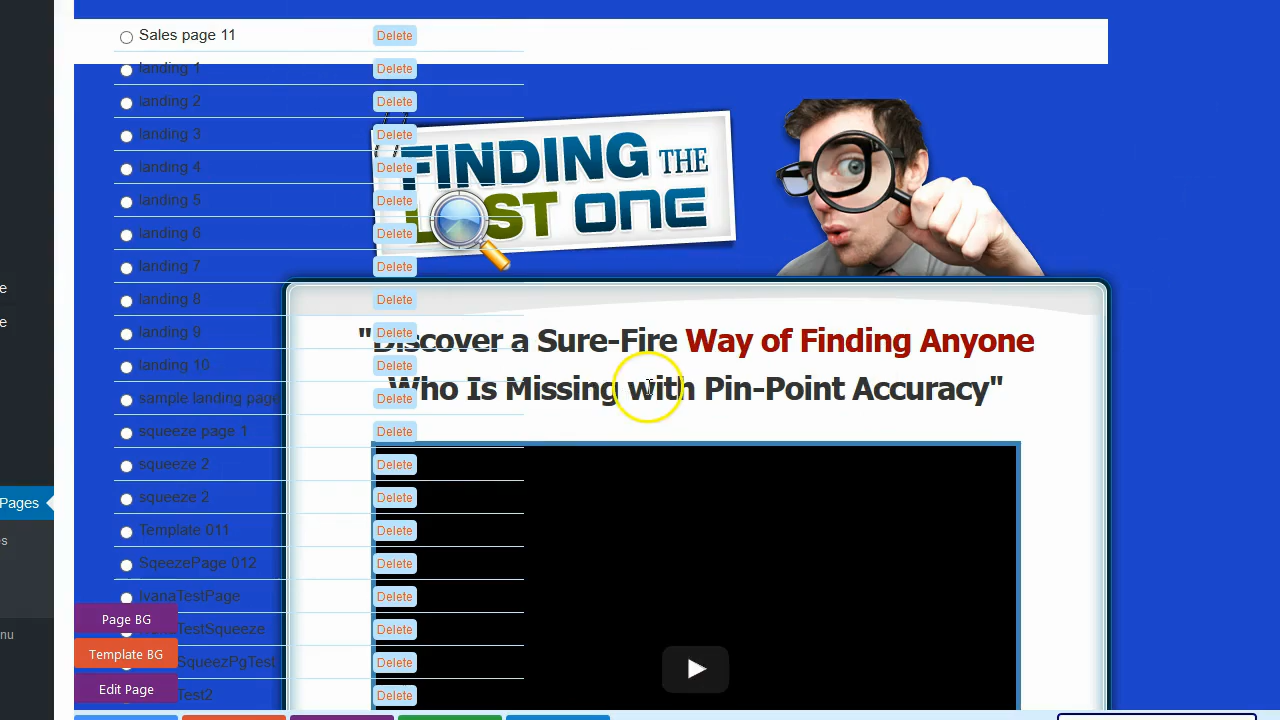 Sales page 11 Delete
landing 1 Delete
landing 2 Delete
landing 3 Delete
landing 4 Delete
landing 5 Delete
landing 6 Delete
landing 7 Delete
landing 8 Delete
landing 9 Delete
landing 10 Delete
sample landing page Delete
squeeze page 1 Delete
squeeze 2 Delete
squeeze 2 Delete
Template 011 Delete
SqeezePage 012 Delete
IvanaTestPage Delete
TestSqueeze Delete
SqueezPgTest Delete
Test2 Delete
FINDING THE
LOST ONE
"Discover a Sure-Fire Way of Finding Anyone
Who Is Missing with Pin-Point Accuracy"
Pages
nu
Page BG
Template BG
Edit Page